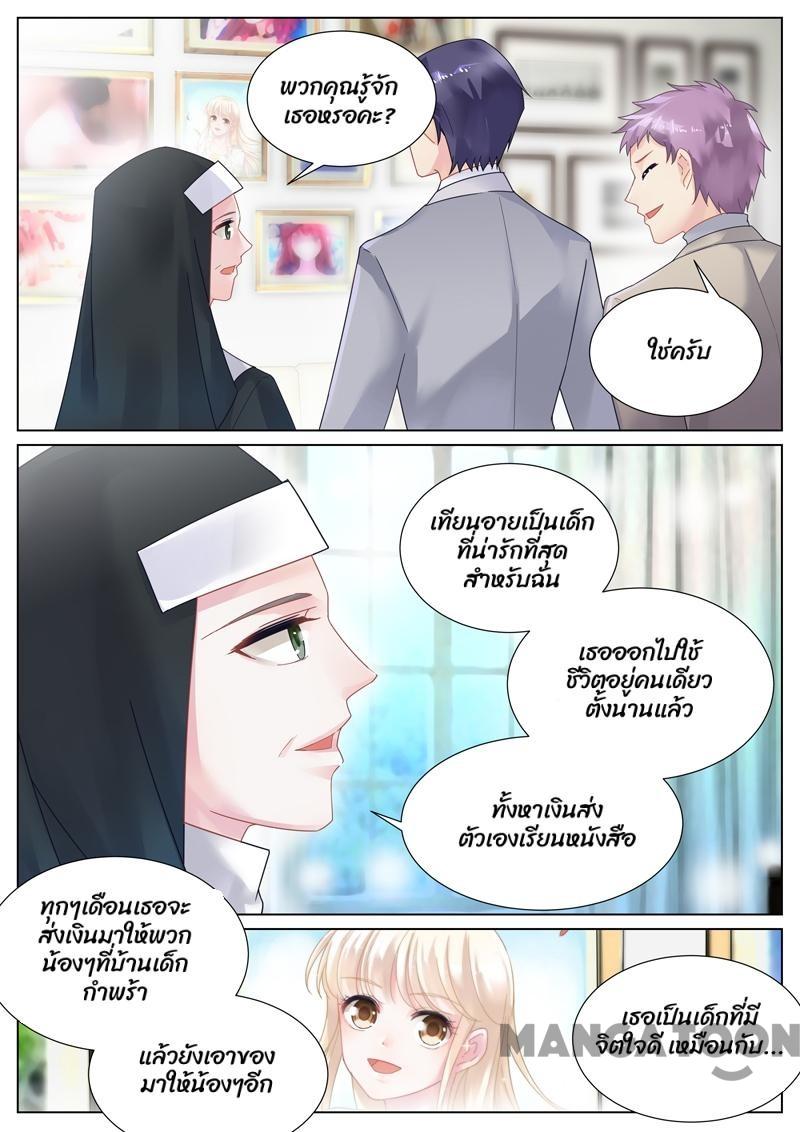 พวกคุณรู้จัก
เธอหรอคะ?
ใช่ครับ
เทียนอายเป็นเด็ก
ที่น่ารักที่สุด
สำหรับฉัน
เธอออกไปใช้
ชีวิตอยู่คนเดียว
ตั้งนานแล้ว
ทั้งหาเงินส่ง
ตัวเองเรียนหนังสือ
ทุกๆเดือนเธอจะ
ส่งเงินมาให้พวก
น้องๆที่บ้านเด็ก
กำพร้า
แล้วยังเอาของ
มาให้น้องๆอีก
เธอเป็นเด็กที่มี
จิตใจดี เหมือนกับ...
MANGATOON